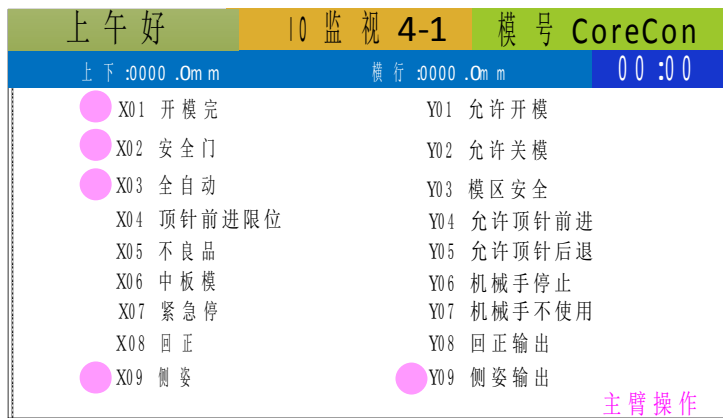 上午好 IO 监视 4-1 模号 CoreCon
上下:0000.0mm 横行:0000.0mm 00:00
X01 开模完 Y01 允许开模
X02 安全门 Y02 允许关模
X03 全自动 Y03 模区安全
X04 顶针前进限位 Y04 允许顶针前进
X05 不良品 Y05 允许顶针后退
X06 中板模 Y06 机械手停止
X07 紧急停 Y07 机械手不使用
X08 回正 Y08 回正输出
X09 侧姿 Y09 侧姿输出
主臂操作